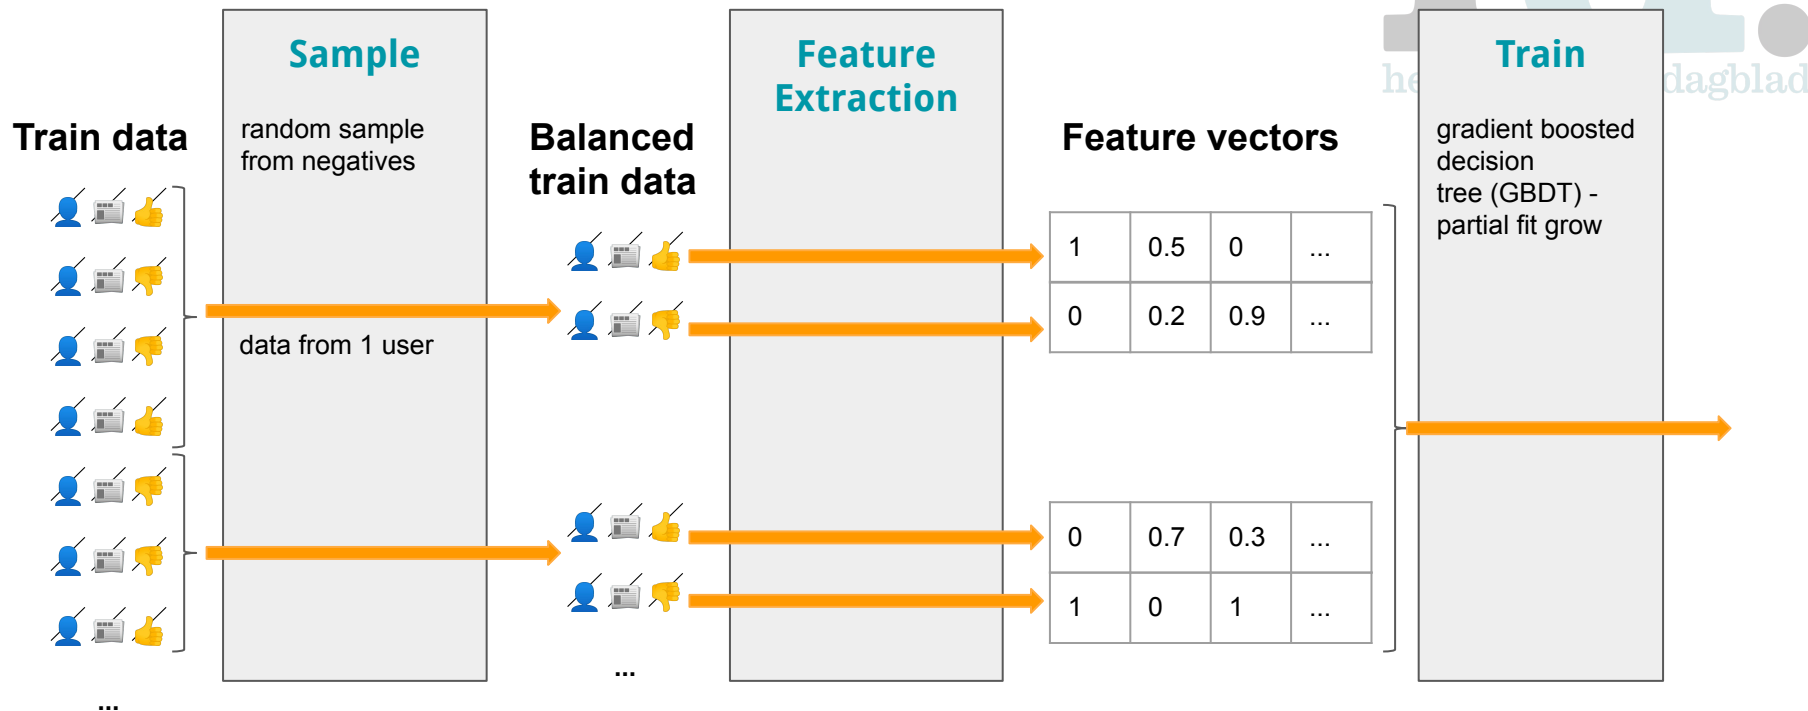 Sample
Feature
Extraction
Train
he dagblad
Train data
random sample
from negatives
Balanced
train data
Feature vectors
gradient boosted
decision
tree (GBDT) -
partial fit grow
1 0.5 0 ...
0 0.2 0.9 ...
data from 1 user
0 0.7 0.3 ...
1 0 1 ...
...
...